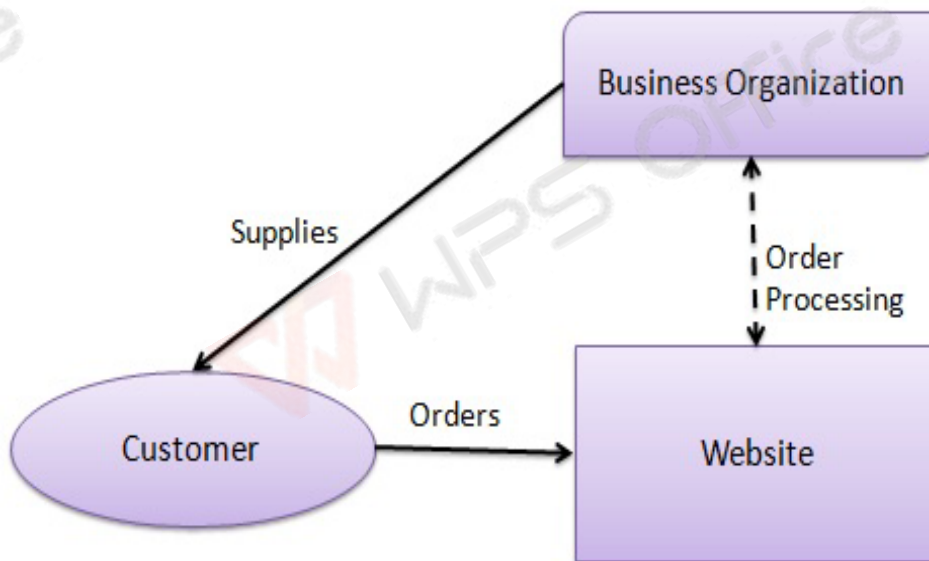 Business Organization
Supplies
Order
Processing
Orders
Customer
Website
WPS Office